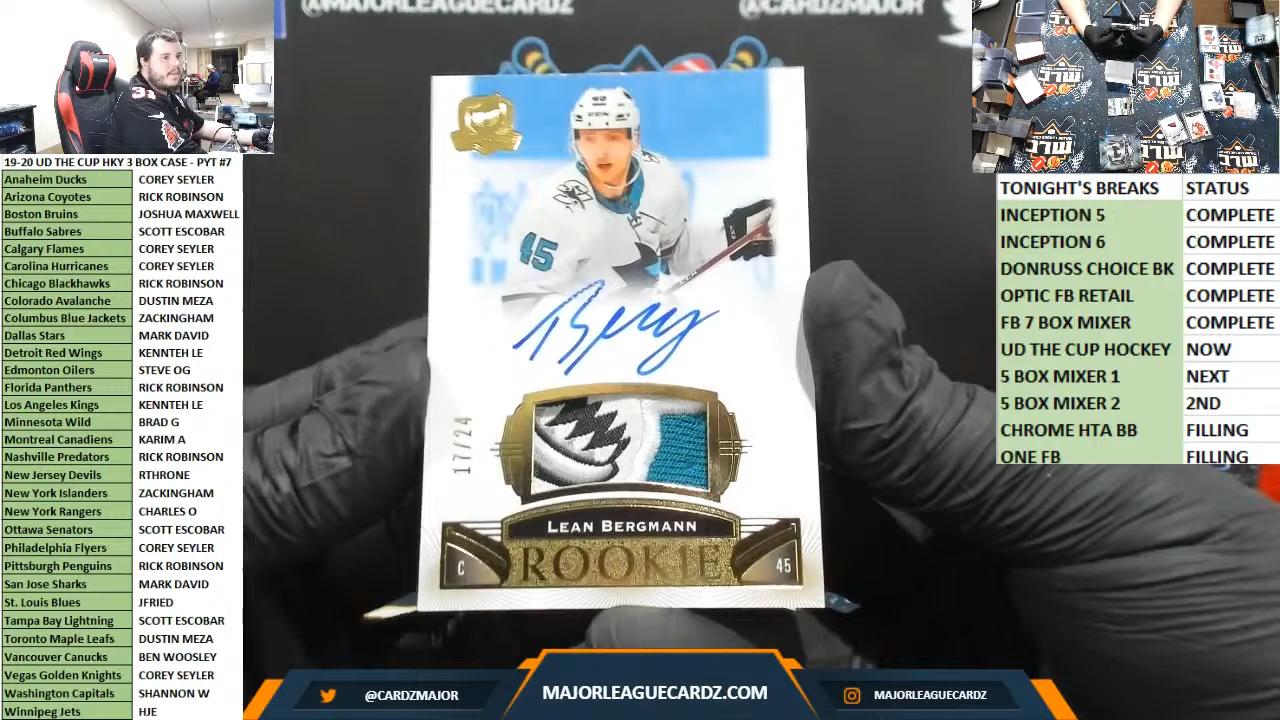 @MAJORLEAGUECARDZ
@CARDZMAJOR
19-20 UD THE CUP HKY 3 BOX CASE - PYT #7
Anaheim Ducks COREY SEYLER
Arizona Coyotes RICK ROBINSON
Boston Bruins JOSHUA MAXWELL
Buffalo Sabres SCOTT ESCOBAR
Calgary Flames COREY SEYLER
Carolina Hurricanes COREY SEYLER
Chicago Blackhawks RICK ROBINSON
Colorado Avalanche DUSTIN MEZA
Columbus Blue Jackets ZACKINGHAM
Dallas Stars MARK DAVID
Detroit Red Wings KENNTEH LE
Edmonton Oilers STEVE OG
Florida Panthers RICK ROBINSON
Los Angeles Kings KENNTEH LE
Minnesota Wild BRAD G
Montreal Canadiens KARIM A
Nashville Predators RICK ROBINSON
New Jersey Devils RTHRONE
New York Islanders ZACKINGHAM
New York Rangers CHARLES O
Ottawa Senators SCOTT ESCOBAR
Philadelphia Flyers COREY SEYLER
Pittsburgh Penguins RICK ROBINSON
San Jose Sharks MARK DAVID
St. Louis Blues JFRIED
Tampa Bay Lightning SCOTT ESCOBAR
Toronto Maple Leafs DUSTIN MEZA
Vancouver Canucks BEN WOOSLEY
Vegas Golden Knights COREY SEYLER
Washington Capitals SHANNON W
Winnipeg Jets HJE
45
17/24
LEAN BERGMANN
ROOKIE
C
45
TONIGHT'S BREAKS STATUS
INCEPTION 5 COMPLETE
INCEPTION 6 COMPLETE
DONRUSS CHOICE BK COMPLETE
OPTIC FB RETAIL COMPLETE
FB 7 BOX MIXER COMPLETE
UD THE CUP HOCKEY NOW
5 BOX MIXER 1 NEXT
5 BOX MIXER 2 2ND
CHROME HTA BB FILLING
ONE FB FILLING
@CARDZMAJOR
MAJORLEAGUECARDZ.COM
MAJORLEAGUECARDZ